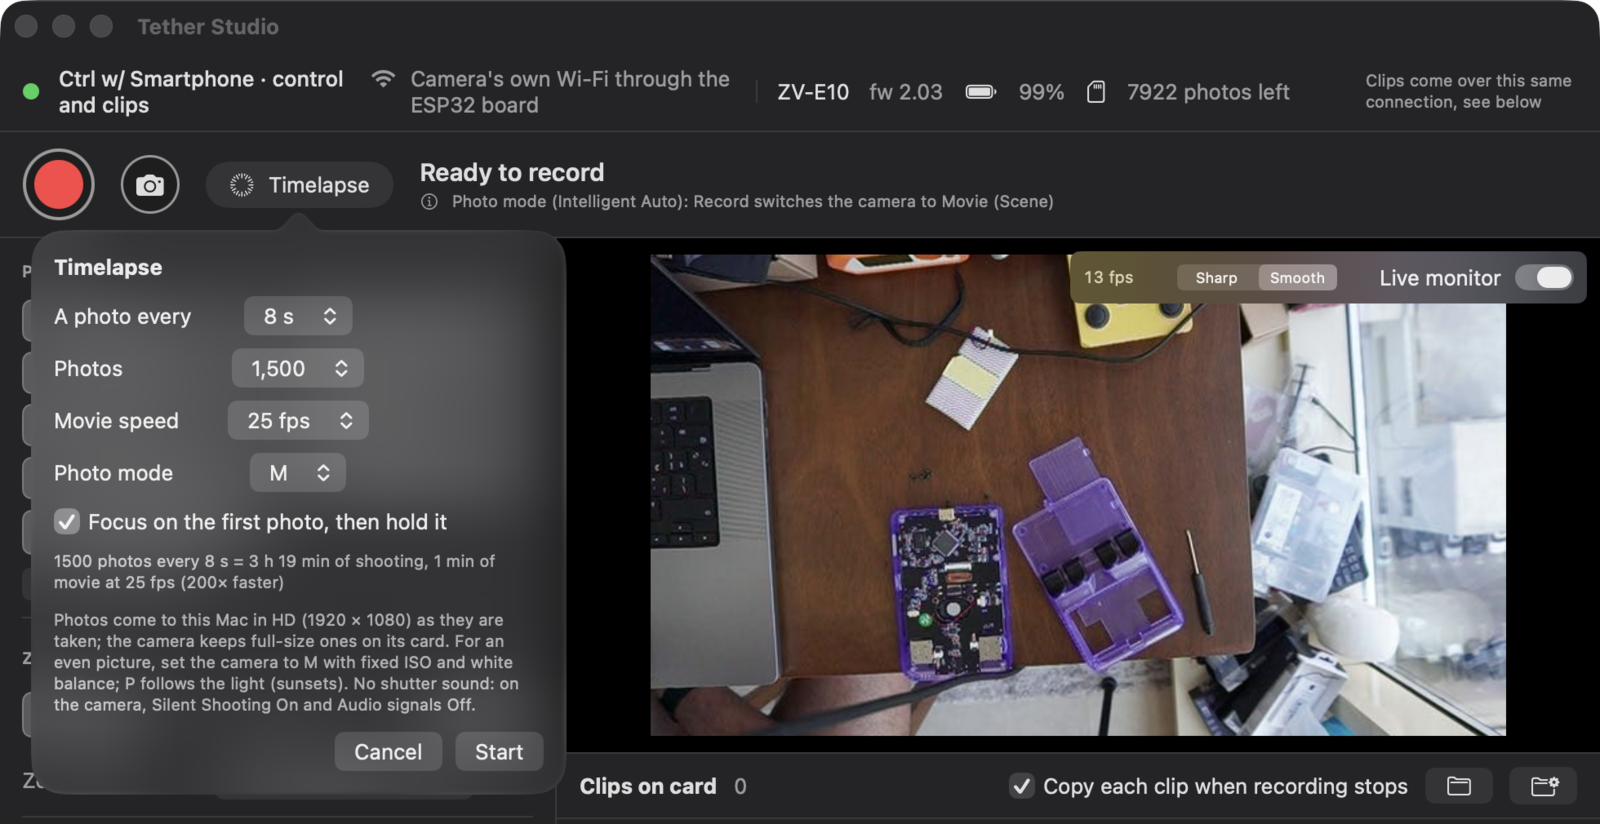 Tether Studio
Ctrl w/ Smartphone · control
and clips
Camera's own Wi-Fi through the
ESP32 board
ZV-E10
fw 2.03
99%
7922 photos left
Clips come over this same
connection, see below
Timelapse
Ready to record
Photo mode (Intelligent Auto): Record switches the camera to Movie (Scene)
Timelapse
A photo every
8 s
Photos
1,500
Movie speed
25 fps
Photo mode
M
Focus on the first photo, then hold it
1500 photos every 8 s = 3 h 19 min of shooting, 1 min of
movie at 25 fps (200× faster)
Photos come to this Mac in HD (1920 × 1080) as they are
taken; the camera keeps full-size ones on its card. For an
even picture, set the camera to M with fixed ISO and white
balance; P follows the light (sunsets). No shutter sound: on
the camera, Silent Shooting On and Audio signals Off.
Cancel
Start
13 fps
Sharp
Smooth
Live monitor
Clips on card
0
Copy each clip when recording stops